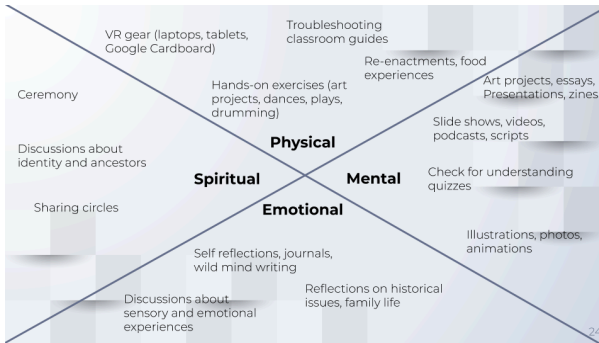 VR gear (laptops, tablets,
Google Cardboard)
Troubleshooting
classroom guides
Re-enactments, food
experiences
Hands-on exercises (art
projects, dances, plays,
drumming)
Physical
Ceremony
Discussions about
identity and ancestors
Sharing circles
Spiritual
Mental
Art projects, essays,
Presentations, zines
Slide shows, videos,
podcasts, scripts
Check for understanding
quizzes
Illustrations, photos,
animations
Emotional
Self reflections, journals,
wild mind writing
Reflections on historical
issues, family life
Discussions about
sensory and emotional
experiences
24